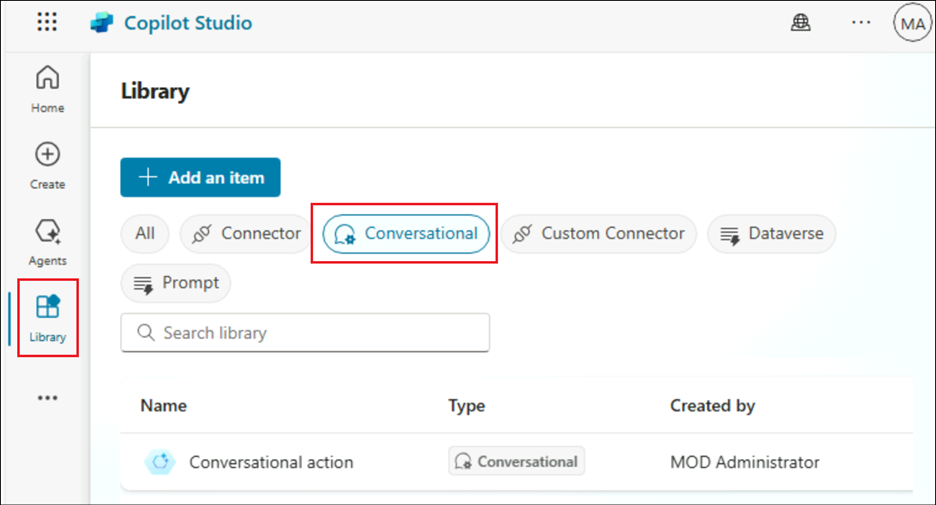 Copilot Studio
MA
Home
Create
Agents
Library
Library
Add an item
All
Connector
Conversational
Custom Connector
Dataverse
Prompt
Search library
Name Type Created by
Conversational action Conversational MOD Administrator